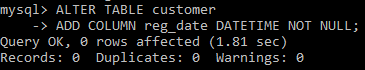 mysql> ALTER TABLE customer
    -> ADD COLUMN reg_date DATETIME NOT NULL;
Query OK, 0 rows affected (1.81 sec)
Records: 0  Duplicates: 0  Warnings: 0